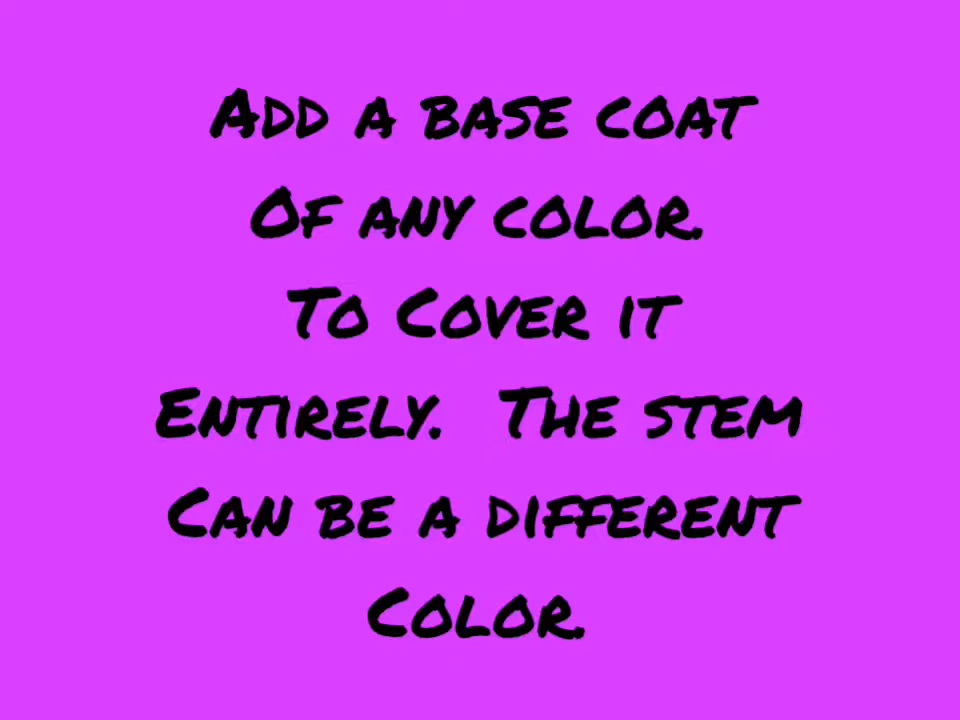 Add a base coat
Of any color.
To Cover it
Entirely. The stem
Can be a different
Color.